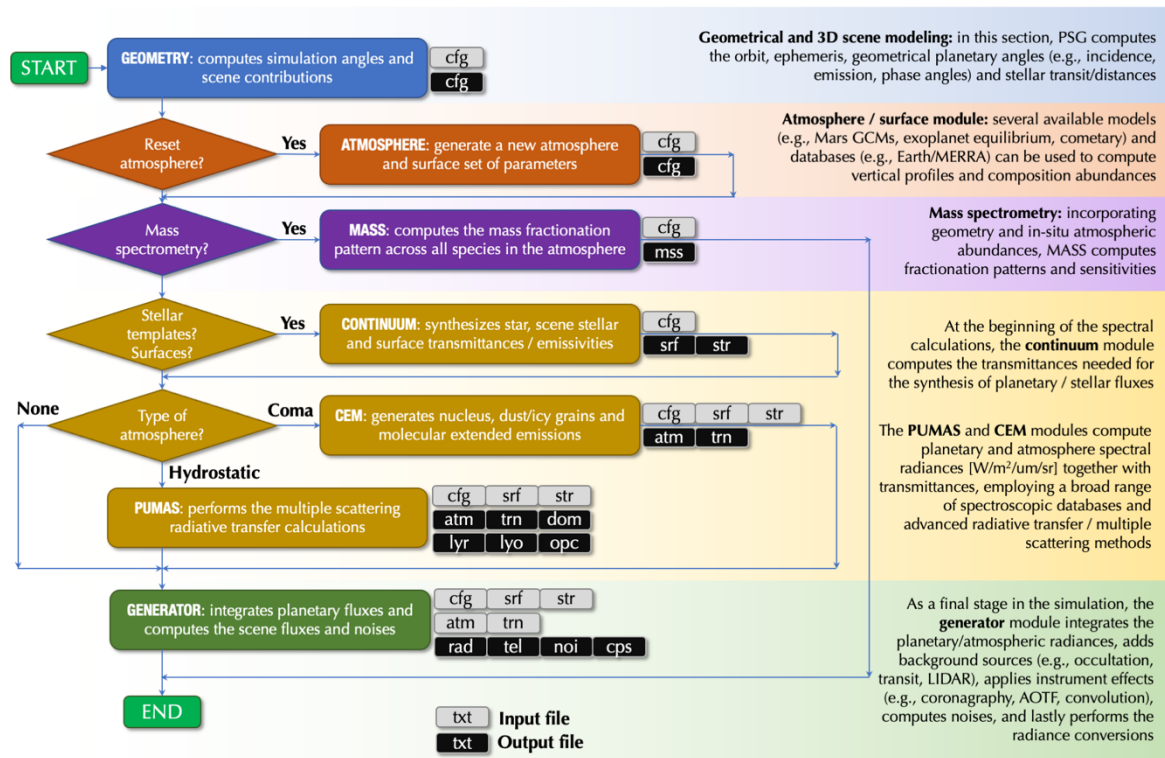 START
GEOMETRY: computes simulation angles and
scene contributions
cfg
cfg
Geometrical and 3D scene modeling: in this section, PSG computes
the orbit, ephemeris, geometrical planetary angles (e.g., incidence,
emission, phase angles) and stellar transit/distances
Reset
atmosphere?
Yes
ATMOSPHERE: generate a new atmosphere
and surface set of parameters
cfg
cfg
Atmosphere / surface module: several available models
(e.g., Mars GCMs, exoplanet equilibrium, cometary) and
databases (e.g., Earth/MERRA) can be used to compute
vertical profiles and composition abundances
Mass
spectrometry?
Yes
MASS: computes the mass fractionation
pattern across all species in the atmosphere
cfg
mss
Mass spectrometry: incorporating
geometry and in-situ atmospheric
abundances, MASS computes
fractionation patterns and sensitivities
Stellar
templates?
Surfaces?
Yes
CONTINUUM: synthesizes star, scene stellar
and surface transmittances / emissivities
cfg
srf str
At the beginning of the spectral
calculations, the continuum module
computes the transmittances needed for
the synthesis of planetary / stellar fluxes
None
Type of
atmosphere?
Coma
CEM: generates nucleus, dust/icy grains and
molecular extended emissions
cfg srf str
atm trn
Hydrostatic
PUMAS: performs the multiple scattering
radiative transfer calculations
cfg srf str
atm trn dom
lyr lyo opc
The PUMAS and CEM modules compute
planetary and atmosphere spectral
radiances [W/m²/um/sr] together with
transmittances, employing a broad range
of spectroscopic databases and
advanced radiative transfer / multiple
scattering methods
GENERATOR: integrates planetary fluxes and
computes the scene fluxes and noises
cfg srf str
atm trn
rad tel noi cps
As a final stage in the simulation, the
generator module integrates the
planetary/atmospheric radiances, adds
background sources (e.g., occultation,
transit, LIDAR), applies instrument effects
(e.g., coronagraphy, AOTF, convolution),
computes noises, and lastly performs the
radiance conversions
END
txt Input file
txt Output file